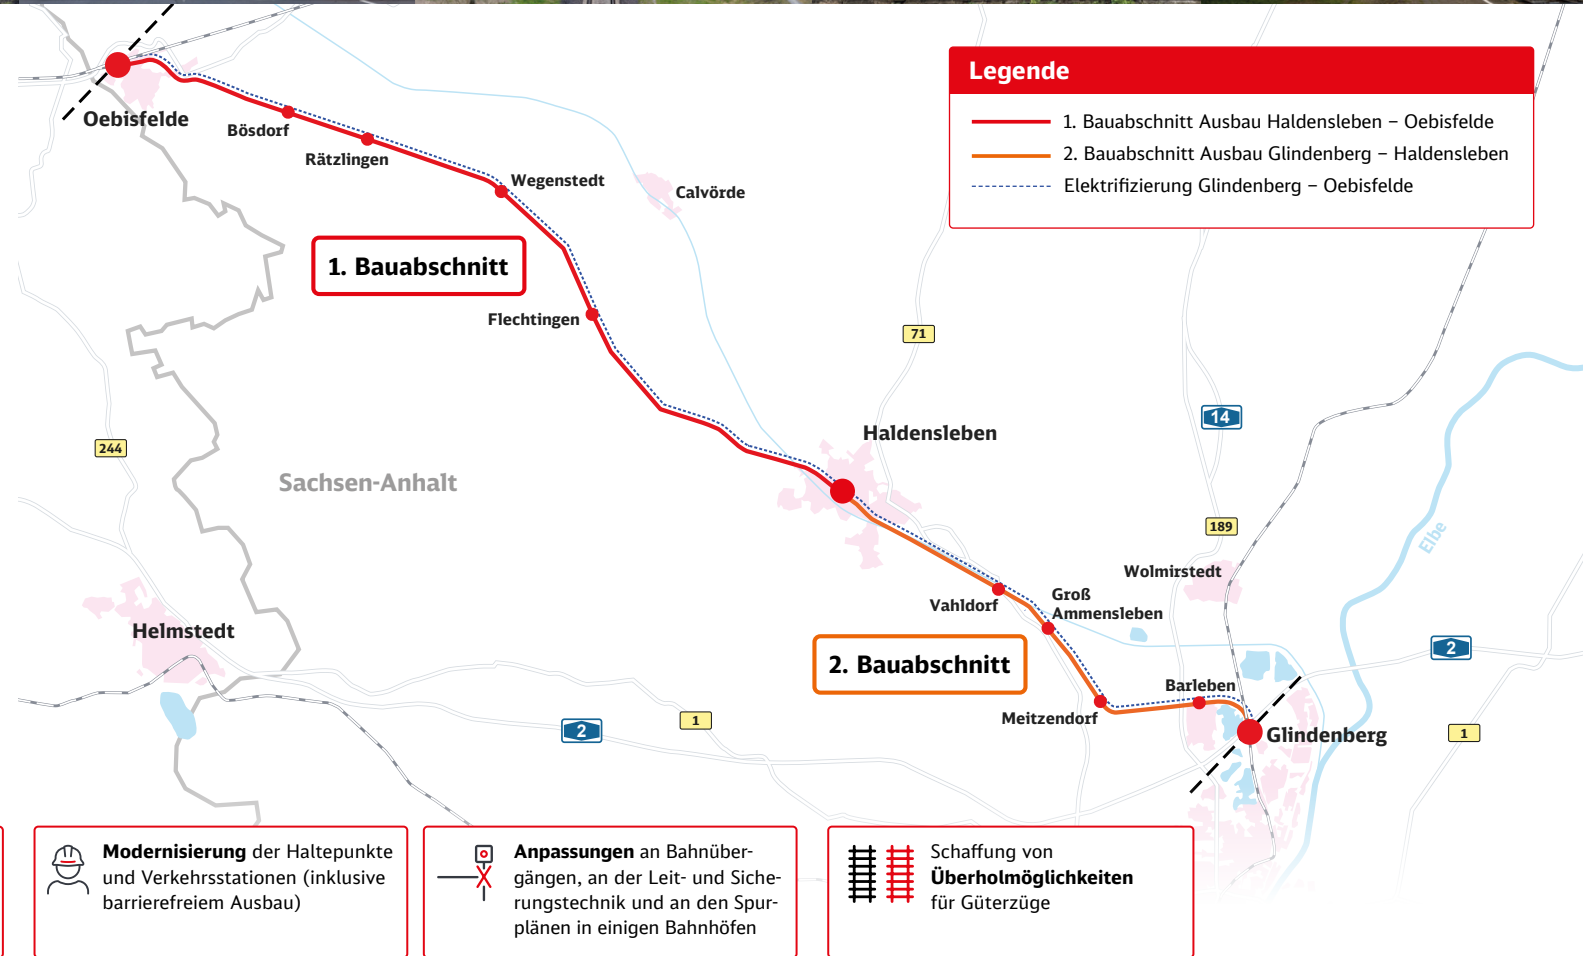 Legende
1. Bauabschnitt Ausbau Haldensleben – Oebisfelde
2. Bauabschnitt Ausbau Glindenberg – Haldensleben
Elektrifizierung Glindenberg – Oebisfelde
Oebisfelde
Bösdorf
Rätzlingen
Wegenstedt
Calvörde
1. Bauabschnitt
Flechtingen
71
14
Haldensleben
244
Sachsen-Anhalt
189
Elbe
Wolmirstedt
Vahldorf
Groß
Ammensleben
Helmstedt
2. Bauabschnitt
2
Barleben
Meitzendorf
2
1
Glindenberg
1
Modernisierung der Haltepunkte
und Verkehrsstationen (inklusive
barrierefreiem Ausbau)
Anpassungen an Bahnüber-
gängen, an der Leit- und Siche-
rungstechnik und an den Spur-
plänen in einigen Bahnhöfen
Schaffung von
Überholmöglichkeiten
für Güterzüge